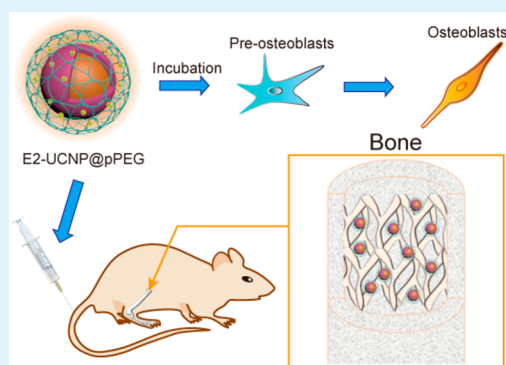 Pre-osteoblasts
Osteoblasts
Incubation
E2-UCNP@pPEG
Bone